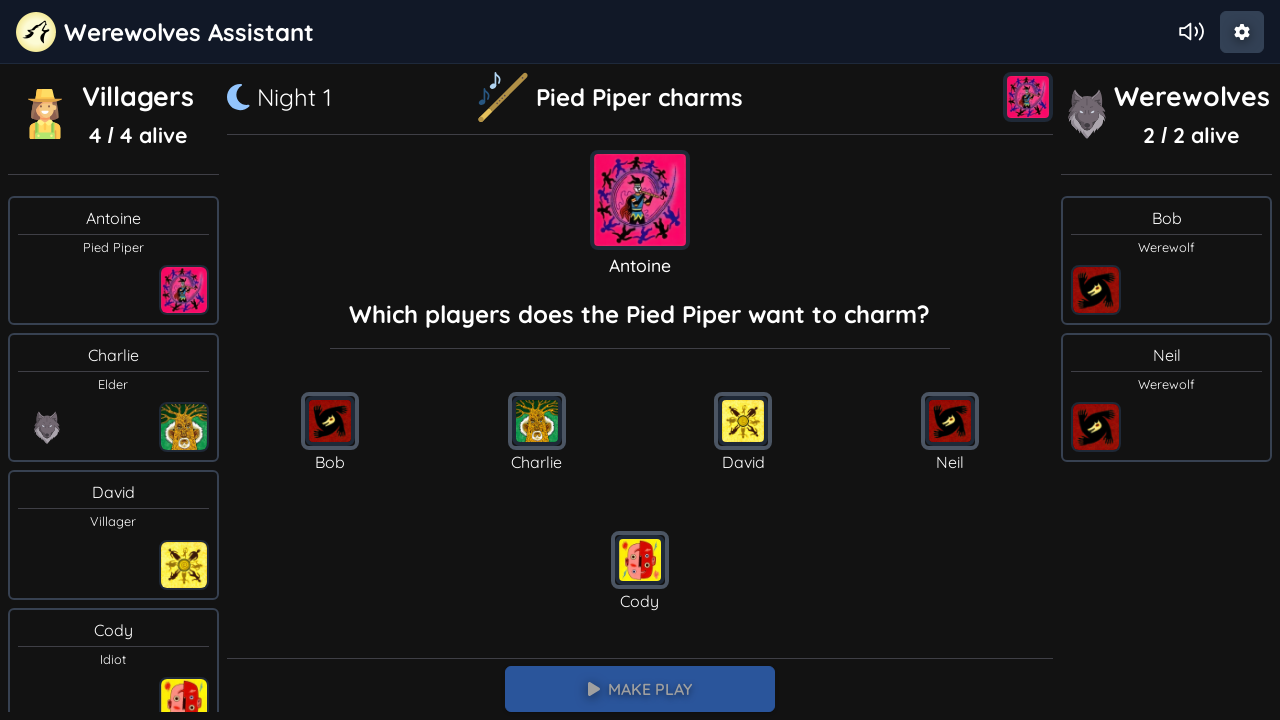 Werewolves Assistant
Villagers
4 / 4 alive
Night 1
Pied Piper charms
Werewolves
2 / 2 alive
Antoine
Pied Piper
Charlie
Elder
David
Villager
Cody
Idiot
Antoine
Which players does the Pied Piper want to charm?
Bob
Charlie
David
Neil
Cody
MAKE PLAY
Bob
Werewolf
Neil
Werewolf